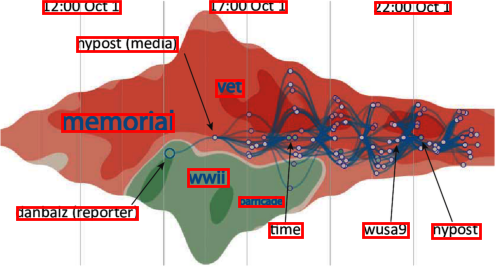 12:00 Oct 1
17:00 Oct 1
22:00 Oct 1
nypost (media)
vet
memorial
wwii
barricade
danbalz (reporter)
time
wusa9
nypost